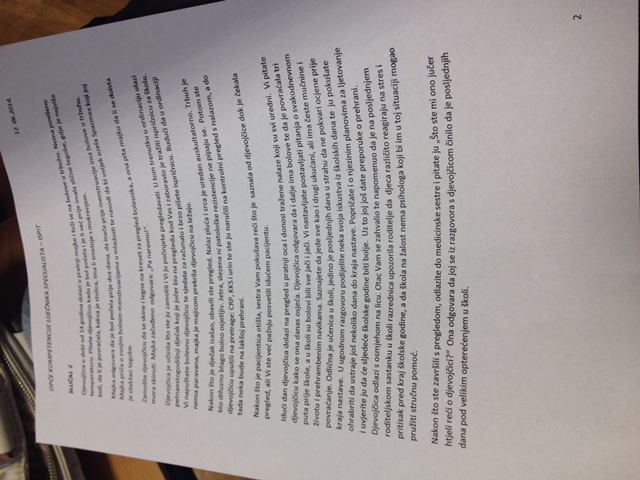 12. 06.2014.
OPĆE KOMPETENCIJE LIJEČNIKA SPECIJALISTA – ISPIT
SLUČAJ 2
Djevojčica u dobi od 14 godina dolazi u pratnji majke i tuži se na bolove u trbuhu. Nema povišenu
temperaturu. Pitate djevojčicu kada je bol počela i je li već prije imala slične tegobe, gdje je najviše
boli, da li je povraćala, kakva je stolica, ima li smetnje s mokrenjem.
Majka odgovara da je bol počela prije dva dana, da inače prije menstruacije ima bolove u trbuhu.
Majka priča o svojim bolnim menstruacijama u mladosti te navodi da bi uvijek uzela Spazmex koji joj
je olakšao tegobe.
Zamolite djevojčicu da se skine i legne na krevet za pregled bolesnika, a ona pita majku da li se doista
mora skinuti. Majka začuđeno odgovara: „Pa naravno!“.
Djevojčica je učinila što ste ju zamolili i Vi ju počinjete pregledavati. U tom trenutku u ordinaciju ulazi
petnaestogodišnji dječak koji je jučer bio na pregledu kod Vas i zaboravio je tražiti ispričnicu za školu.
Vi napuštate bolesnu djevojčicu te sjedate za računalo i brzo pišete ispričnicu. Budući da u ordinaciji
nema paravana, majka je majicom prekrila djevojčicu na ležaju.
Nakon što je dječak izašao, obavili ste pregled. Nalaz pluća i srca je uredan auskultatorno. Trbuh je
bio difuzno blago bolno osjetljiv. Jetra, slezena ni patološke rezistencije ne pipaju se. Potom ste
djevojčicu uputili na pretrage: CRP, KKS i urin te ste ju naručili na kontrolni pregled s nalazom, a do
tada neka bude na lakšoj prehrani.
Nakon što je pacijentica otišla, sestra Vam pokušava reći što je saznala od djevojčice dok je čekala
pregled, ali Vi ste već pažnju posvetili idućem pacijentu.
Idući dan djevojčica dolazi na pregled u pratnji oca i donosi tražene nalaze koji su svi uredni. Vi pitate
djevojčicu kako se ona danas osjeća. Djevojčica odgovara da i dalje ima bolove te da je povraćala tri
puta prije škole, a u školi su bolovi bili sve jači i jači. Vi nastavljate postavljati pitanja o svakodnevnom
životu i prehrambenim navikama. Saznajete da jede sve kao i drugi ukućani, ali ima česte mučnine i
povraćanje. Odlična je učenica u školi, jedino je posljednjih dana u strahu da ne pokvari ocjene prije
kraja nastave. U ugodnom razgovoru podijelite neka svoja iskustva iz školskih dana te ju pokušate
ohrabriti da ustraje još nekoliko dana do kraja nastave. Popričate i o njezinim planovima za ljetovanje
i uvjerite ju da će sljedeće školske godine biti bolje. Uz to joj još date preporuke o prehrani.
Djevojčica odlazi s osmjehom na licu. Otac Vam se zahvalio te napomenuo da je na posljednjem
roditeljskom sastanku u školi razrednica upozorila roditelje da djeca različito reagiraju na stres i
pritisak pred kraj školske godine, a da škola na žalost nema psihologa koji bi im u toj situaciji mogao
pružiti stručnu pomoć.
Nakon što ste završili s pregledom, odlazite do medicinske sestre i pitate ju „Što ste mi ono jučer
htjeli reći o djevojčici?“ Ona odgovara da joj se iz razgovora s djevojčicom činilo da je posljednjih
dana pod velikim opterećenjem u školi.
2